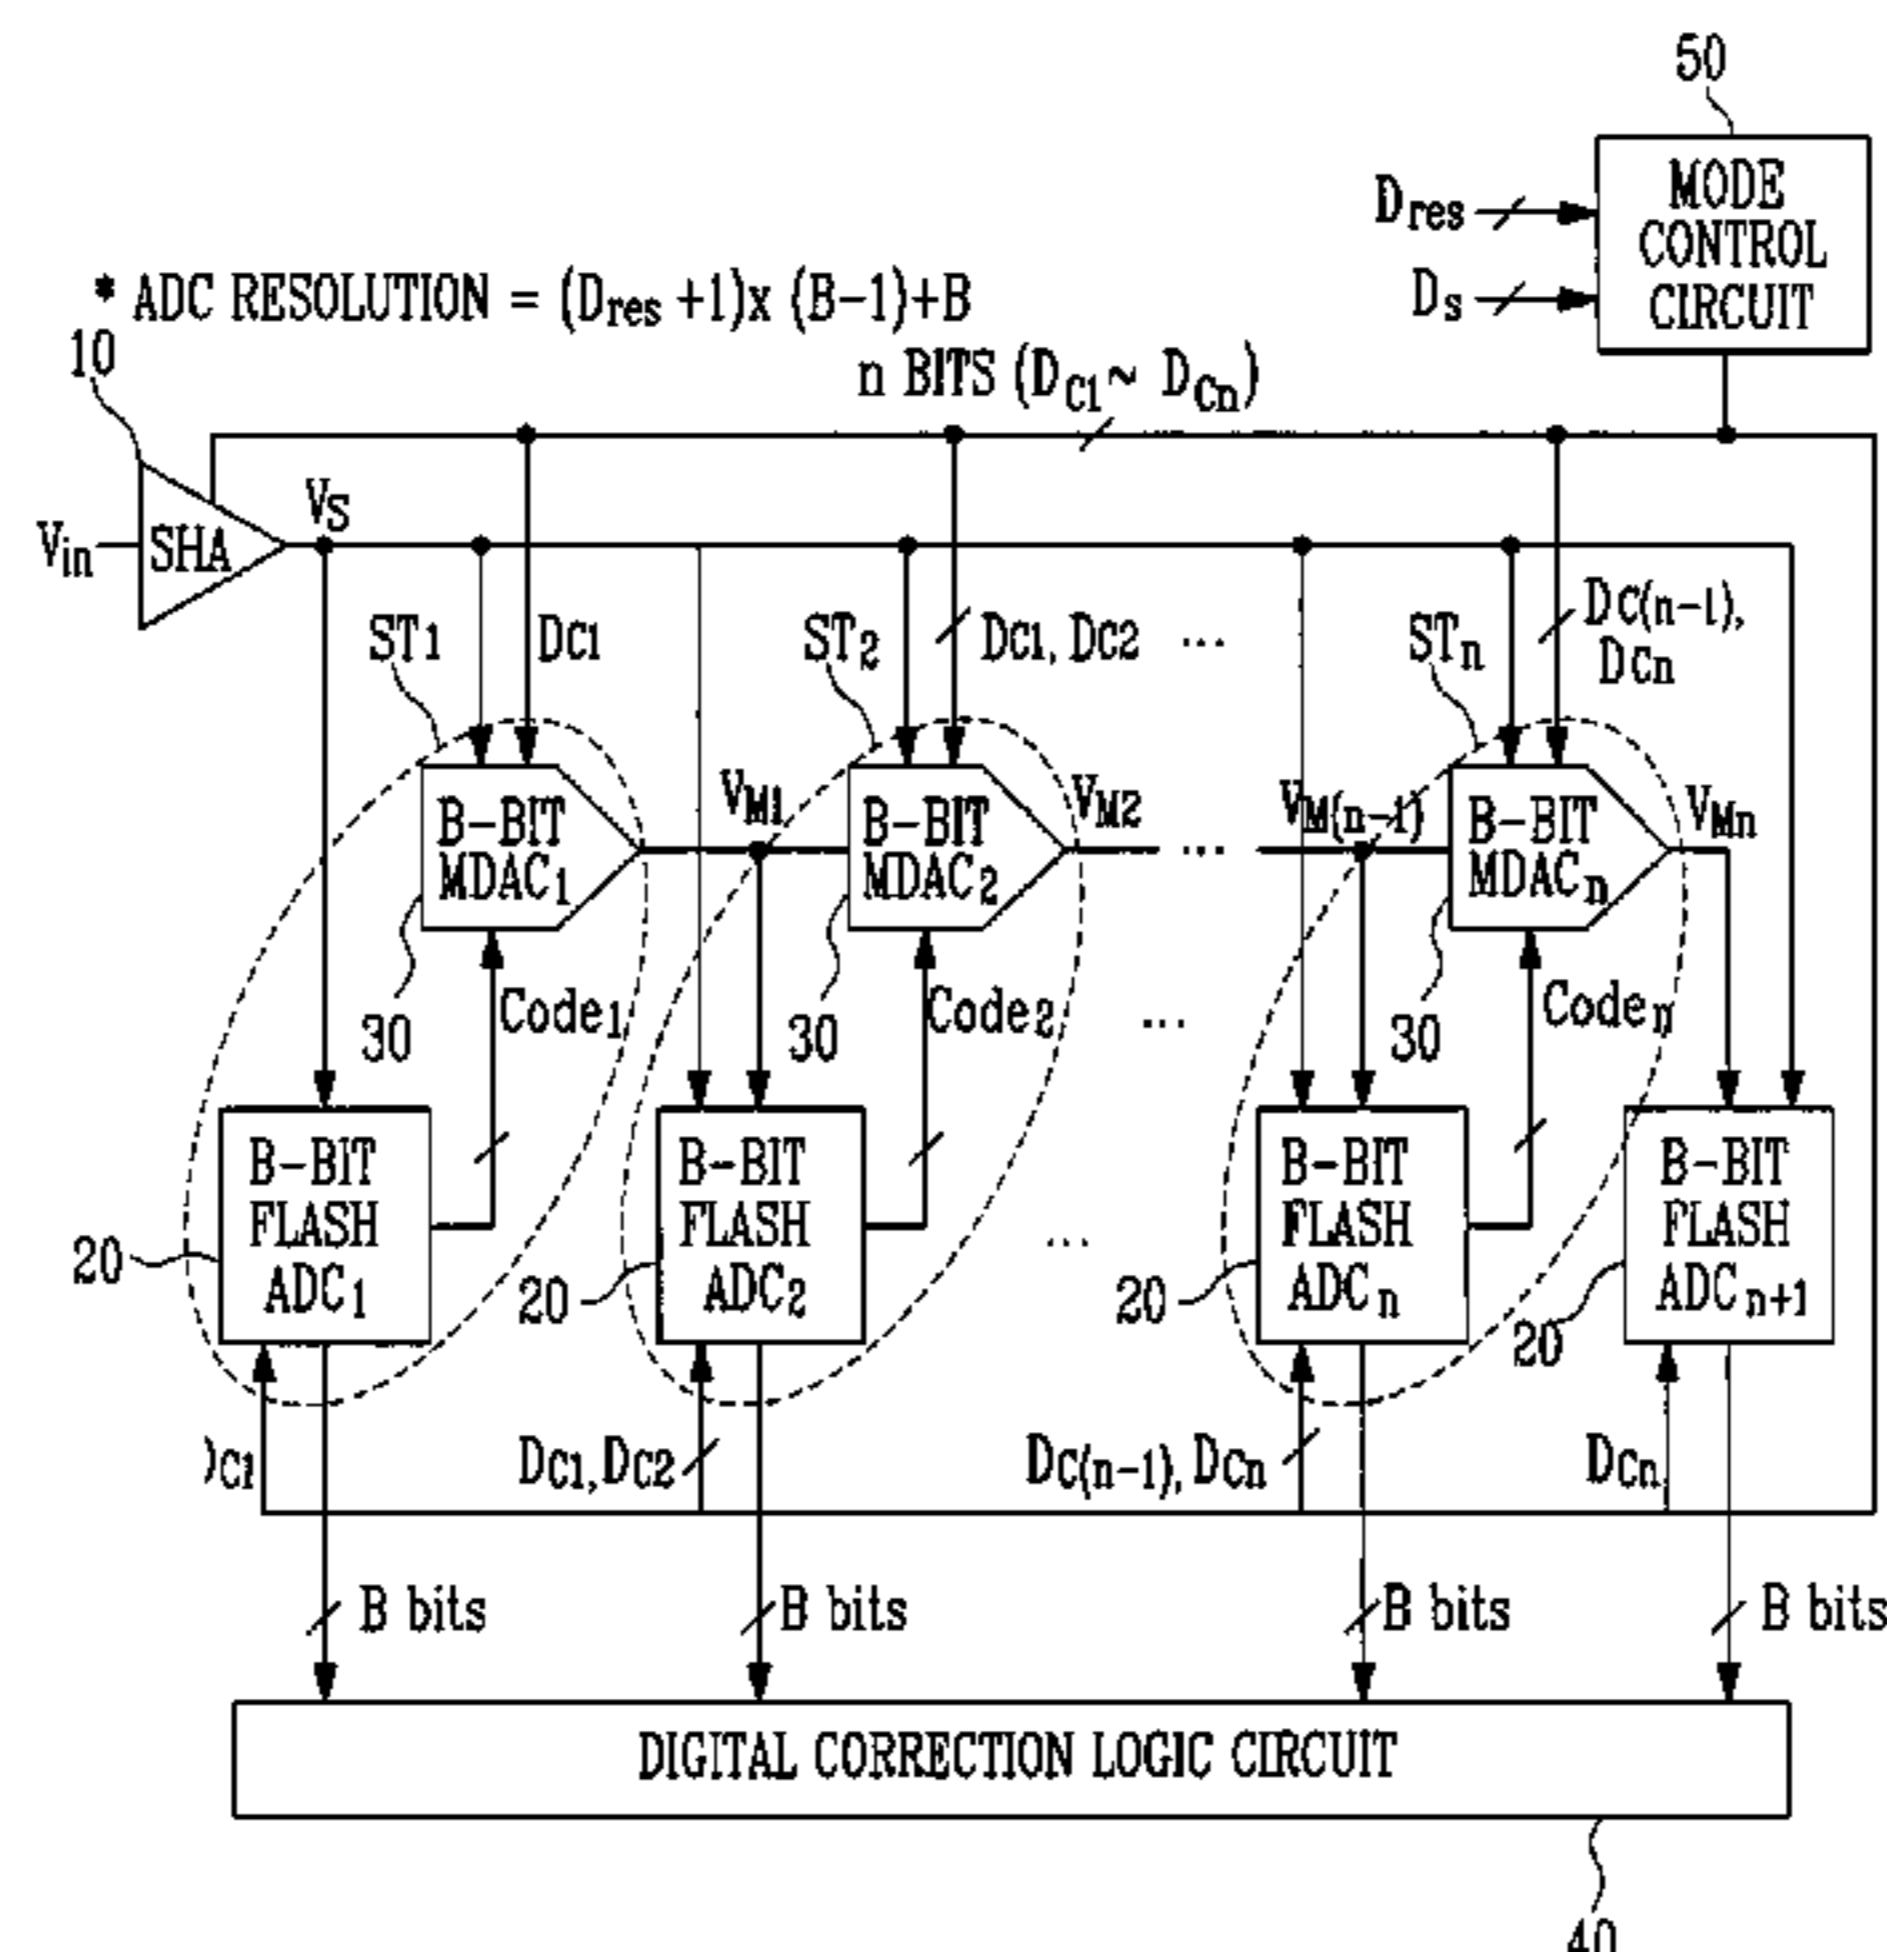 50
MODE
CONTROL
CIRCUIT
Dres
Ds
* ADC RESOLUTION = (Dres +1)x (B-1)+B
10
n BITS (DC1~ DCn)
Vin
SHA
VS
ST1
DC1
ST2
DC1, DC2
...
STn
DC(n-1),
DCn
B-BIT
MDAC1
VM1
B-BIT
MDAC2
VM2
...
VM(n-1)
B-BIT
MDACn
VMn
30
Code1
30
Code2
...
30
Coden
B-BIT
FLASH
ADC1
20
B-BIT
FLASH
ADC2
20
...
B-BIT
FLASH
ADCn
20
B-BIT
FLASH
ADCn+1
20
DC1
DC1, DC2
DC(n-1), DCn
DCn
B bits
B bits
B bits
B bits
DIGITAL CORRECTION LOGIC CIRCUIT
40